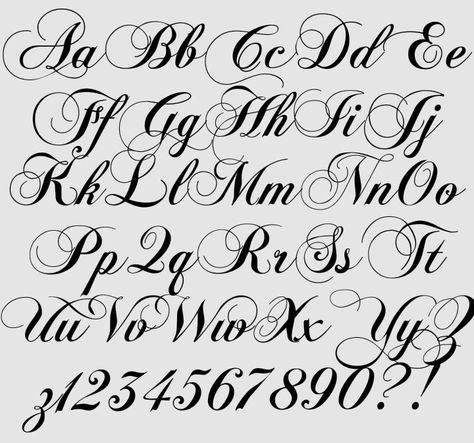 Aa Bb Cc Dd Ee
Ff Gg Hh Ii Jj
Kk Ll Mm Nn Oo
Pp Qq Rr Ss Tt
Uu Vv Ww Xx Yy Z
z1234567890?!